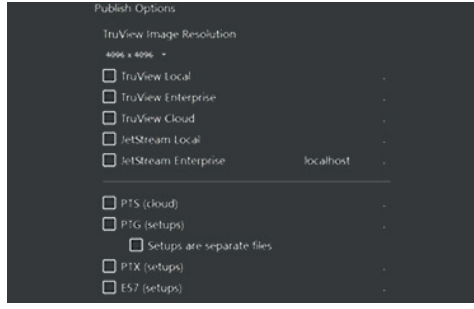 Publish Options
TruView Image Resolution
4096 x 4096
TruView Local
TruView Enterprise
TruView Cloud
JetStream Local
JetStream Enterprise localhost
PTS (cloud)
PTG (setups)
Setups are separate files
PTX (setups)
E57 (setups)